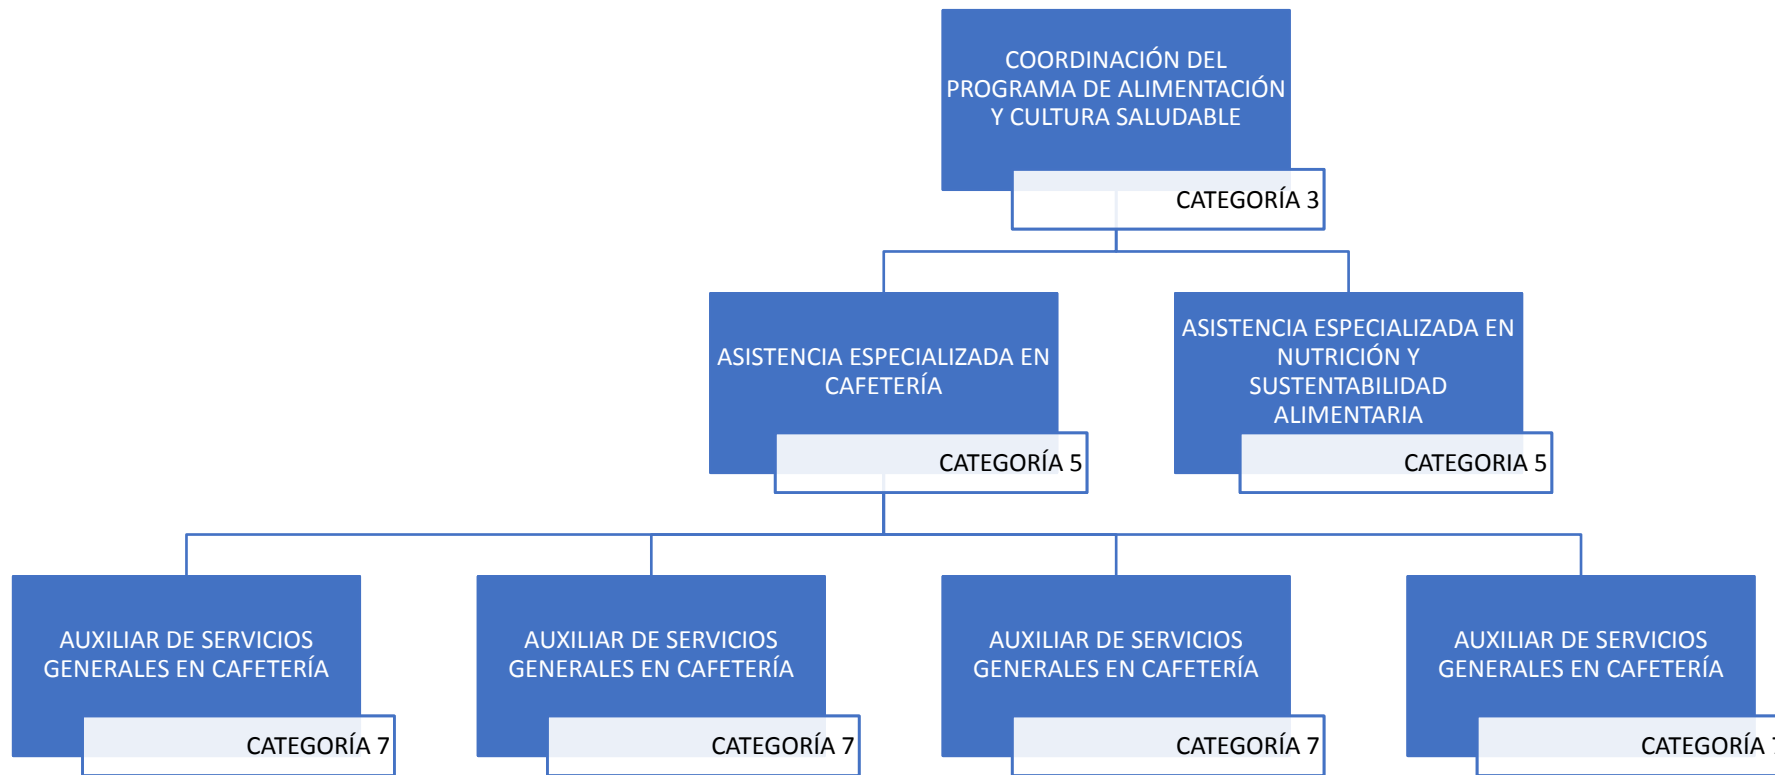 COORDINACIÓN DEL
PROGRAMA DE ALIMENTACIÓN
Y CULTURA SALUDABLE
CATEGORÍA 3
ASISTENCIA ESPECIALIZADA EN
CAFETERÍA
CATEGORÍA 5
ASISTENCIA ESPECIALIZADA EN
NUTRICIÓN Y
SUSTENTABILIDAD
ALIMENTARIA
CATEGORIA 5
AUXILIAR DE SERVICIOS
GENERALES EN CAFETERÍA
CATEGORÍA 7
AUXILIAR DE SERVICIOS
GENERALES EN CAFETERÍA
CATEGORÍA 7
AUXILIAR DE SERVICIOS
GENERALES EN CAFETERÍA
CATEGORÍA 7
AUXILIAR DE SERVICIOS
GENERALES EN CAFETERÍA
CATEGORÍA 7